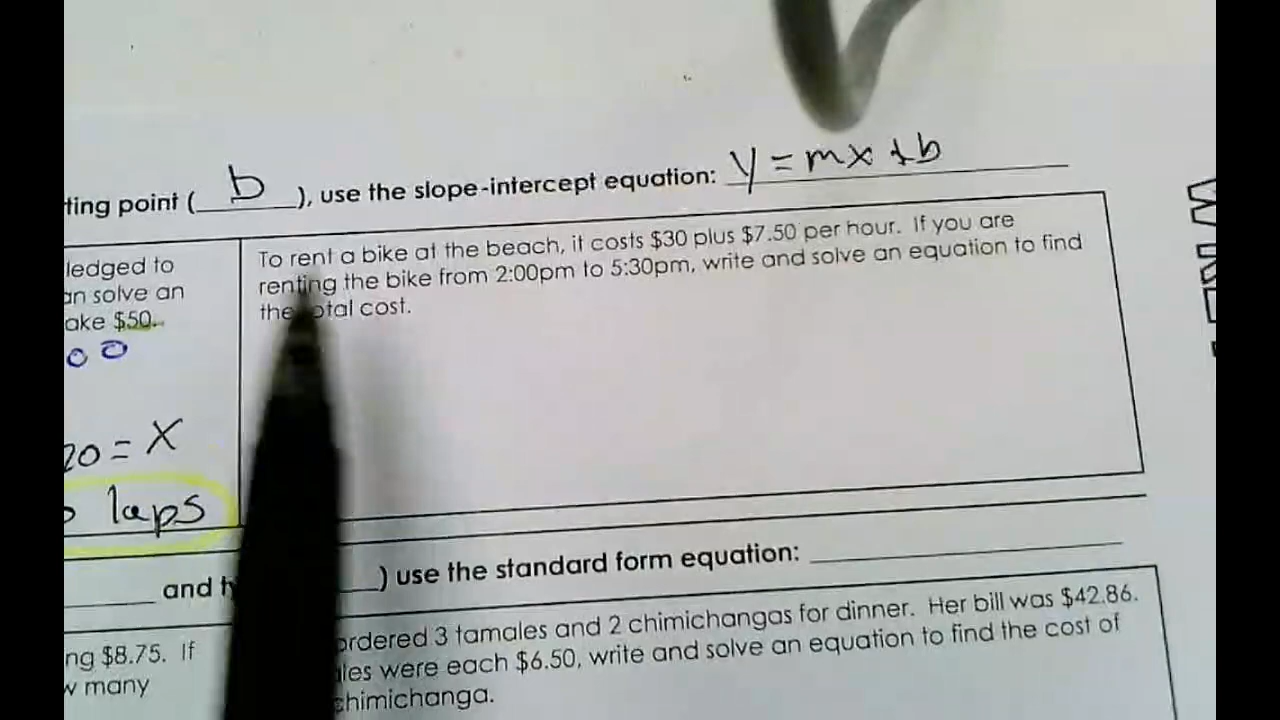 ting point ( b ), use the slope-intercept equation: y = mx + b
ledged to
an solve an
ake $50.
00
20 = x
laps
To rent a bike at the beach, it costs $30 plus $7.50 per hour. If you are
renting the bike from 2:00pm to 5:30pm, write and solve an equation to find
the total cost.
and ) use the standard form equation:
ng $8.75. If
w many
ordered 3 tamales and 2 chimichangas for dinner. Her bill was $42.86.
ales were each $6.50, write and solve an equation to find the cost of
chimichanga.